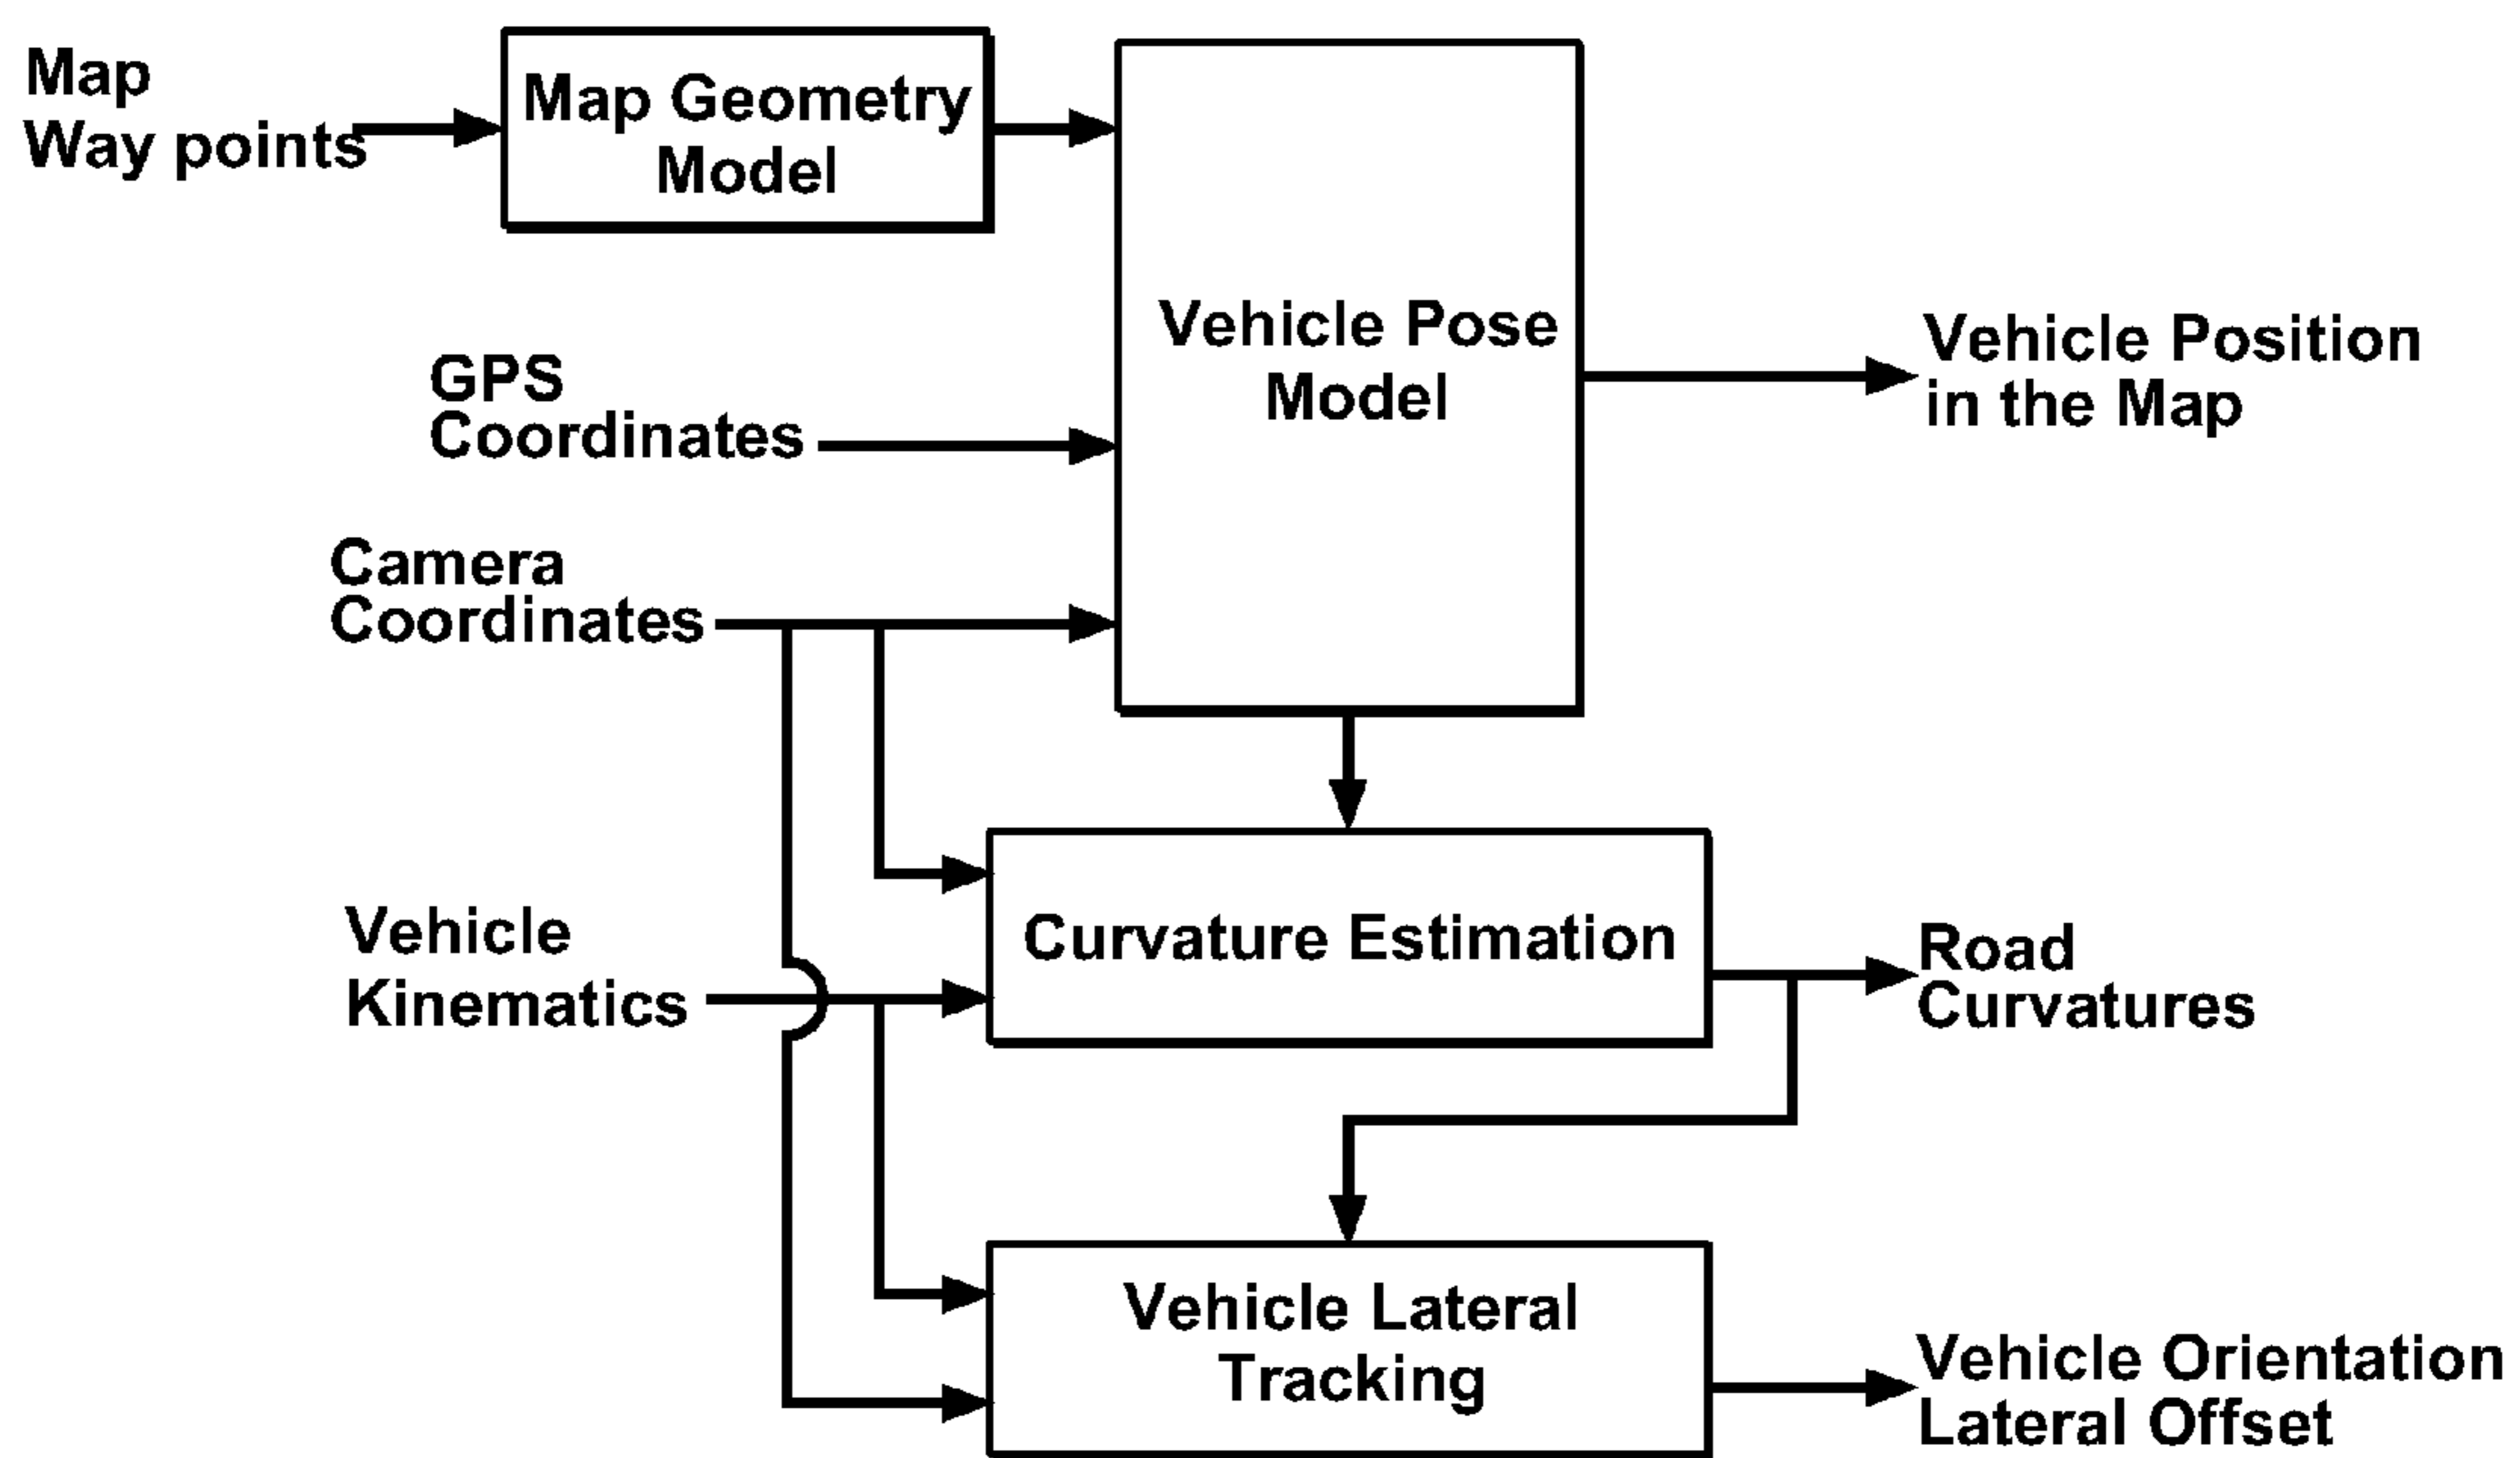 Map
Way points
Map Geometry
Model
Vehicle Pose
Model
GPS
Coordinates
Vehicle Position
in the Map
Camera
Coordinates
Vehicle
Kinematics
Curvature Estimation
Road
Curvatures
Vehicle Lateral
Tracking
Vehicle Orientation
Lateral Offset